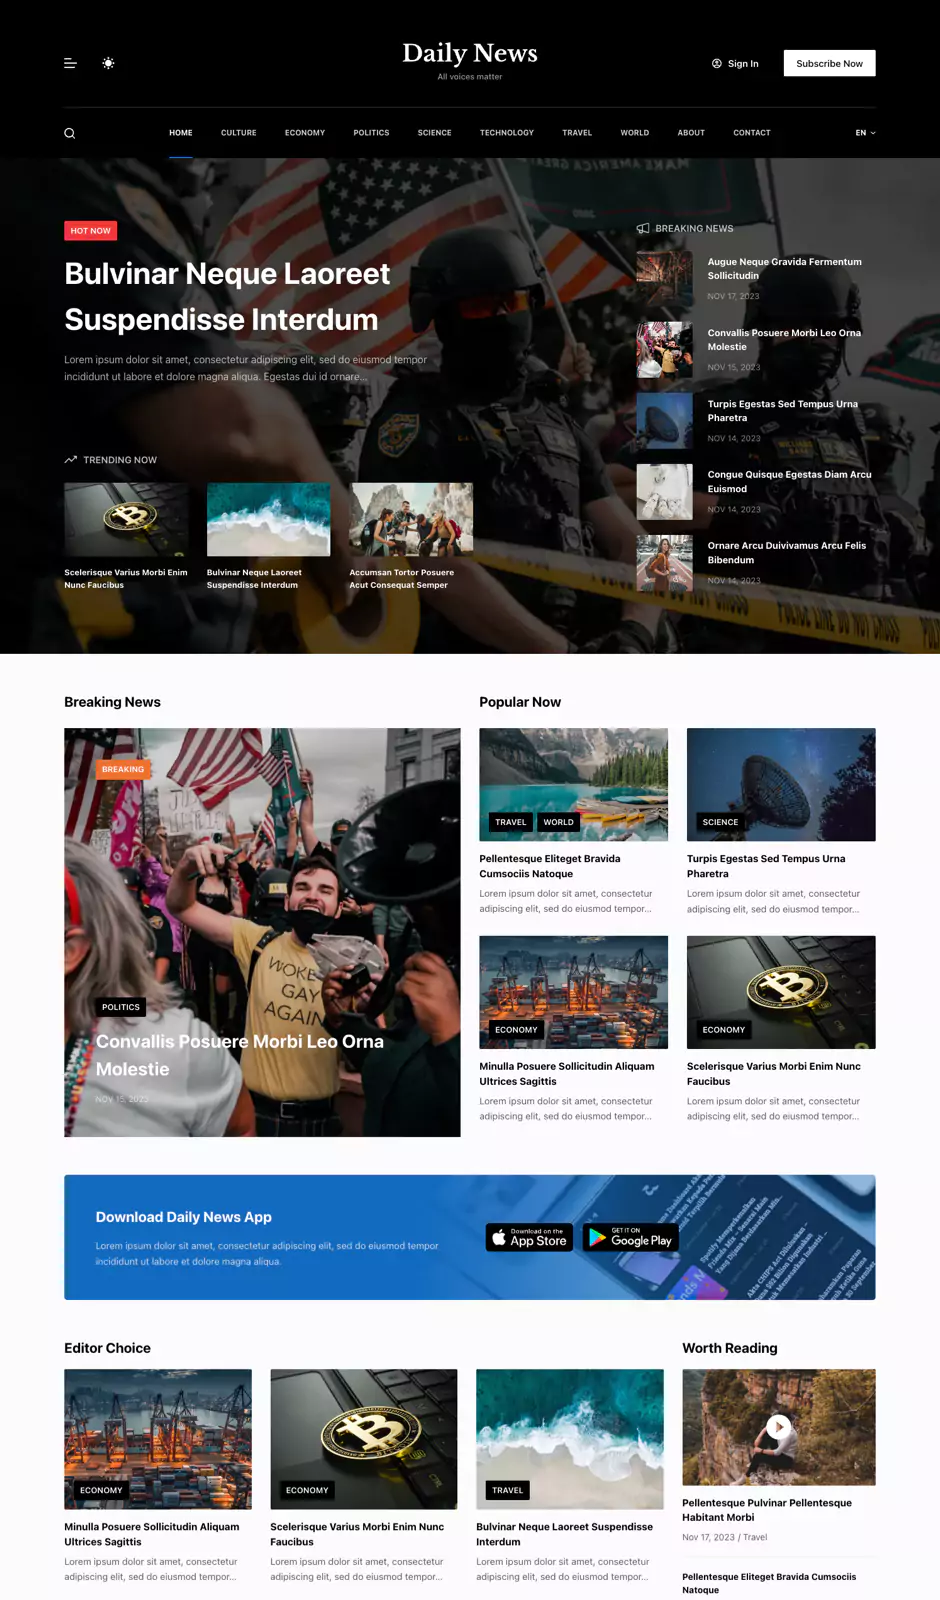 Daily News
All voices matter
Sign In
Subscribe Now
HOME
CULTURE
ECONOMY
POLITICS
SCIENCE
TECHNOLOGY
TRAVEL
WORLD
ABOUT
CONTACT
EN
MAKE AMERICA GREAT
HOT NOW
Bulvinar Neque Laoreet
Suspendisse Interdum
Lorem ipsum dolor sit amet, consectetur adipiscing elit, sed do eiusmod tempor
incididunt ut labore et dolore magna aliqua. Egestas dui id ornare...
TRENDING NOW
Scelerisque Varius Morbi Enim
Nunc Faucibus
Bulvinar Neque Laoreet
Suspendisse Interdum
Accumsan Tortor Posuere
Acut Consequat Semper
BREAKING NEWS
Augue Neque Gravida Fermentum
Sollicitudin
NOV 17, 2023
Convallis Posuere Morbi Leo Orna
Molestie
NOV 15, 2023
Turpis Egestas Sed Tempus Urna
Pharetra
NOV 14, 2023
Congue Quisque Egestas Diam Arcu
Euismod
NOV 14, 2023
Ornare Arcu Duivivamus Arcu Felis
Bibendum
NOV 14, 2023
POLICE LINE DO NOT CROSS
Breaking News
BREAKING
WOKE
GAY
AGAIN
POLITICS
Convallis Posuere Morbi Leo Orna
Molestie
NOV 15, 2023
Popular Now
TRAVEL
WORLD
Pellentesque Eliteget Bravida
Cumsociis Natoque
Lorem ipsum dolor sit amet, consectetur
adipiscing elit, sed do eiusmod tempor...
SCIENCE
Turpis Egestas Sed Tempus Urna
Pharetra
Lorem ipsum dolor sit amet, consectetur
adipiscing elit, sed do eiusmod tempor...
ECONOMY
Minulla Posuere Sollicitudin Aliquam
Ultrices Sagittis
Lorem ipsum dolor sit amet, consectetur
adipiscing elit, sed do eiusmod tempor...
ECONOMY
Scelerisque Varius Morbi Enim Nunc
Faucibus
Lorem ipsum dolor sit amet, consectetur
adipiscing elit, sed do eiusmod tempor...
Download Daily News App
Lorem ipsum dolor sit amet, consectetur adipiscing elit, sed do eiusmod tempor
incididunt ut labore et dolore magna aliqua.
Download on the
App Store
GET IT ON
Google Play
Editor Choice
ECONOMY
Minulla Posuere Sollicitudin Aliquam
Ultrices Sagittis
Lorem ipsum dolor sit amet, consectetur
adipiscing elit, sed do eiusmod tempor...
ECONOMY
Scelerisque Varius Morbi Enim Nunc
Faucibus
Lorem ipsum dolor sit amet, consectetur
adipiscing elit, sed do eiusmod tempor...
TRAVEL
Bulvinar Neque Laoreet Suspendisse
Interdum
Lorem ipsum dolor sit amet, consectetur
adipiscing elit, sed do eiusmod tempor...
Worth Reading
Pellentesque Pulvinar Pellentesque
Habitant Morbi
Nov 17, 2023 / Travel
Pellentesque Eliteget Bravida Cumsociis
Natoque